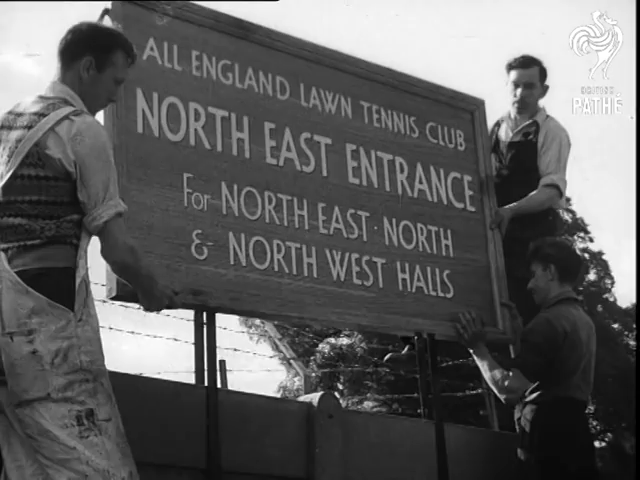 ALL ENGLAND LAWN TENNIS CLUB
NORTH EAST ENTRANCE
For NORTH EAST · NORTH
& NORTH WEST HALLS
BRITISH
PATHÉ